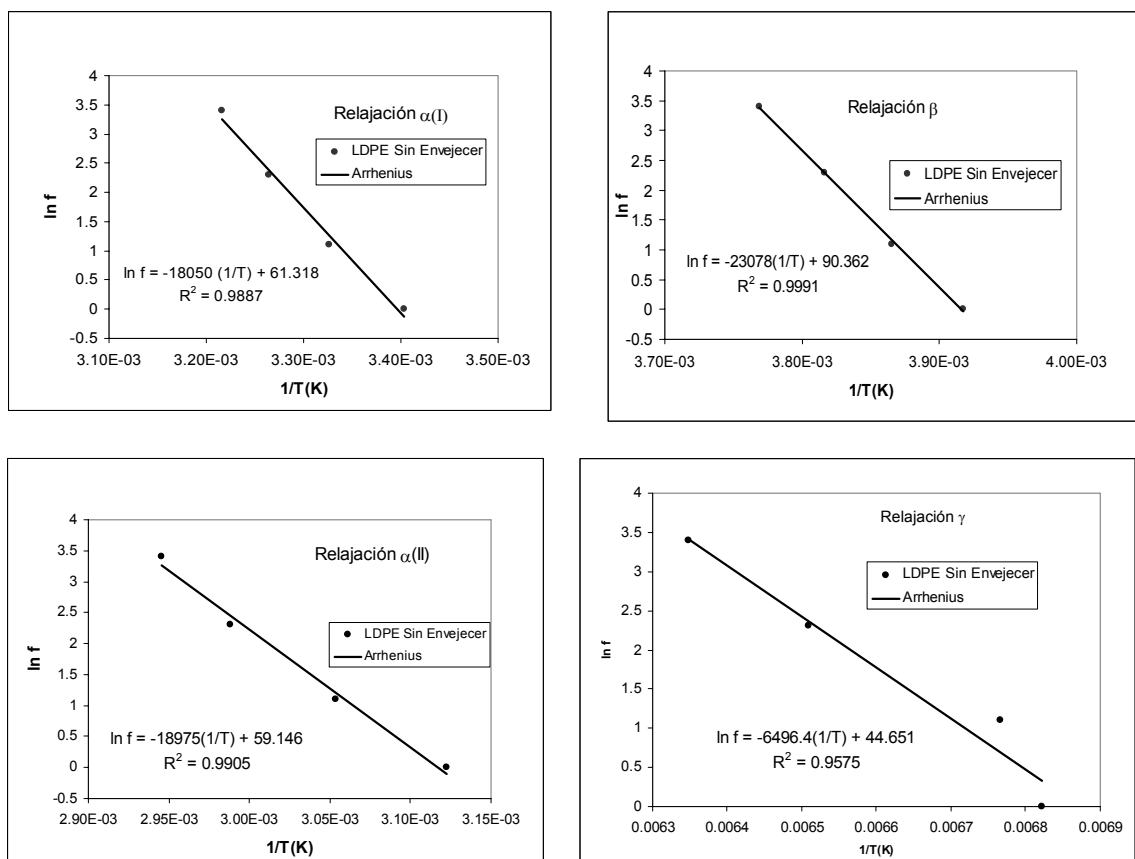 Relajación α(I)
LDPE Sin Envejecer
Arrhenius
ln f = -18050 (1/T) + 61.318
R² = 0.9887
ln f
4
3.5
3
2.5
2
1.5
1
0.5
0
-0.5
3.10E-03 3.20E-03 3.30E-03 3.40E-03 3.50E-03
1/T(K)
Relajación β
LDPE Sin Envejecer
Arrhenius
ln f = -23078(1/T) + 90.362
R² = 0.9991
ln f
4
3.5
3
2.5
2
1.5
1
0.5
0
-0.5
3.70E-03 3.80E-03 3.90E-03 4.00E-03
1/T(K)
Relajación α(II)
LDPE Sin Envejecer
Arrhenius
ln f = -18975(1/T) + 59.146
R² = 0.9905
ln f
4
3.5
3
2.5
2
1.5
1
0.5
0
-0.5
2.90E-03 2.95E-03 3.00E-03 3.05E-03 3.10E-03 3.15E-03
1/T(K)
Relajación γ
LDPE Sin Envejecer
Arrhenius
ln f = -6496.4(1/T) + 44.651
R² = 0.9575
ln f
4
3.5
3
2.5
2
1.5
1
0.5
0
0.0063 0.0064 0.0065 0.0066 0.0067 0.0068 0.0069
1/T(K)